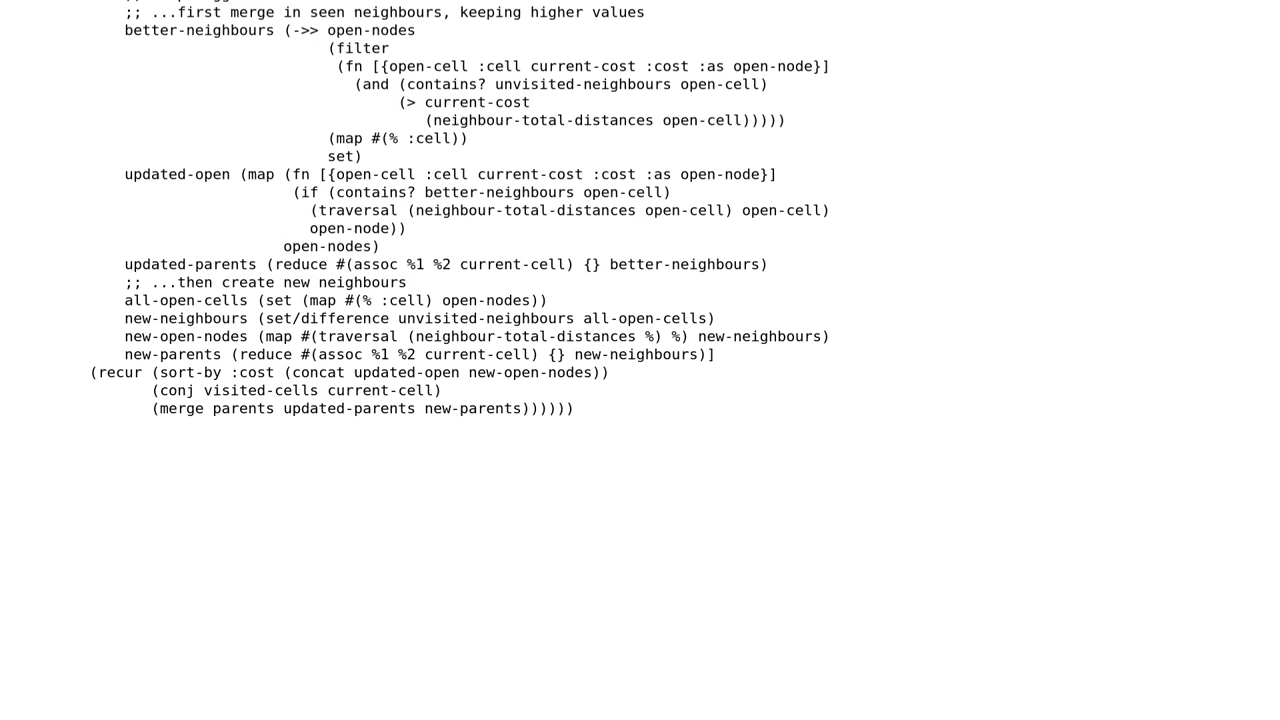 ;; ...first merge in seen neighbours, keeping higher values
better-neighbours (->> open-nodes
(filter
(fn [{open-cell :cell current-cost :cost :as open-node}]
(and (contains? unvisited-neighbours open-cell)
(> current-cost
(neighbour-total-distances open-cell)))))
(map #(% :cell))
set)
updated-open (map (fn [{open-cell :cell current-cost :cost :as open-node}]
(if (contains? better-neighbours open-cell)
(traversal (neighbour-total-distances open-cell) open-cell)
open-node))
open-nodes)
updated-parents (reduce #(assoc %1 %2 current-cell) {} better-neighbours)
;; ...then create new neighbours
all-open-cells (set (map #(% :cell) open-nodes))
new-neighbours (set/difference unvisited-neighbours all-open-cells)
new-open-nodes (map #(traversal (neighbour-total-distances %) %) new-neighbours)
new-parents (reduce #(assoc %1 %2 current-cell) {} new-neighbours)]
(recur (sort-by :cost (concat updated-open new-open-nodes))
(conj visited-cells current-cell)
(merge parents updated-parents new-parents))))))